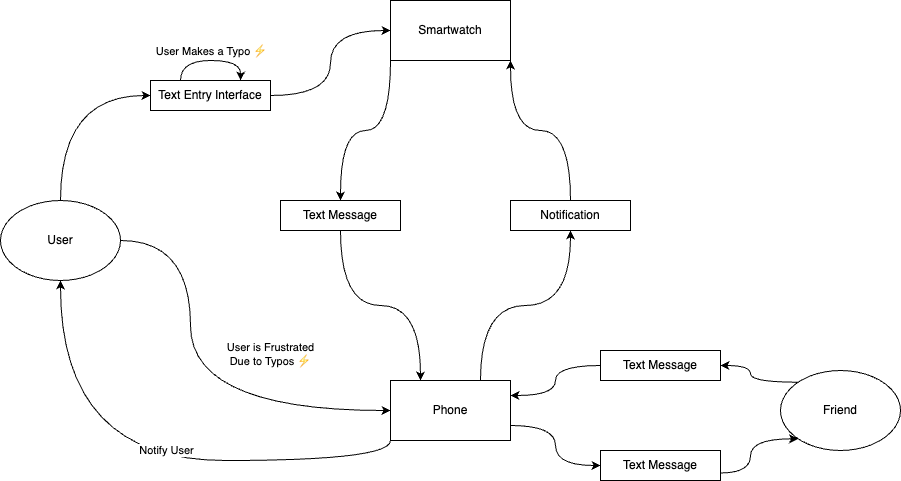 Smartwatch
User Makes a Typo ⚡
Text Entry Interface
Text Message
Notification
User
User is Frustrated
Due to Typos ⚡
Text Message
Phone
Friend
Notify User
Text Message